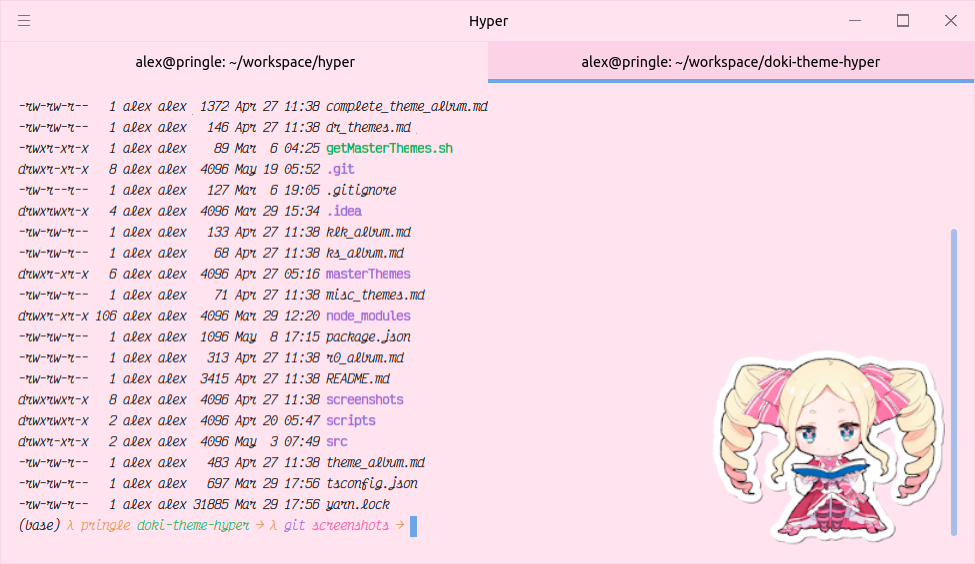 Hyper
alex@pringle: ~/workspace/hyper
alex@pringle: ~/workspace/doki-theme-hyper
-rw-rw-r-- 1 alex alex 1372 Apr 27 11:38 complete_theme_album.md
-rw-rw-r-- 1 alex alex 146 Apr 27 11:38 dr_themes.md
-rwxr-xr-x 1 alex alex 89 Mar 6 04:25 getMasterThemes.sh
drwxr-xr-x 8 alex alex 4096 May 19 05:52 .git
-rw-r--r-- 1 alex alex 127 Mar 6 19:05 .gitignore
drwxrwxr-x 4 alex alex 4096 Mar 29 15:34 .idea
-rw-rw-r-- 1 alex alex 133 Apr 27 11:38 klk_album.md
-rw-rw-r-- 1 alex alex 68 Apr 27 11:38 ks_album.md
drwxr-xr-x 6 alex alex 4096 Apr 27 05:16 masterThemes
-rw-rw-r-- 1 alex alex 71 Apr 27 11:38 misc_themes.md
drwxr-xr-x 106 alex alex 4096 Mar 29 12:20 node_modules
-rw-rw-r-- 1 alex alex 1096 May 8 17:15 package.json
-rw-rw-r-- 1 alex alex 313 Apr 27 11:38 r0_album.md
-rw-rw-r-- 1 alex alex 3415 Apr 27 11:38 README.md
drwxrwxr-x 8 alex alex 4096 Apr 27 11:38 screenshots
drwxrwxr-x 2 alex alex 4096 Apr 20 05:47 scripts
drwxr-xr-x 2 alex alex 4096 May 3 07:49 src
-rw-rw-r-- 1 alex alex 483 Apr 27 11:38 theme_album.md
-rw-rw-r-- 1 alex alex 697 Mar 29 17:56 tsconfig.json
-rw-rw-r-- 1 alex alex 31885 Mar 29 17:56 yarn.lock
(base) λ pringle doki-theme-hyper → λ git screenshots →